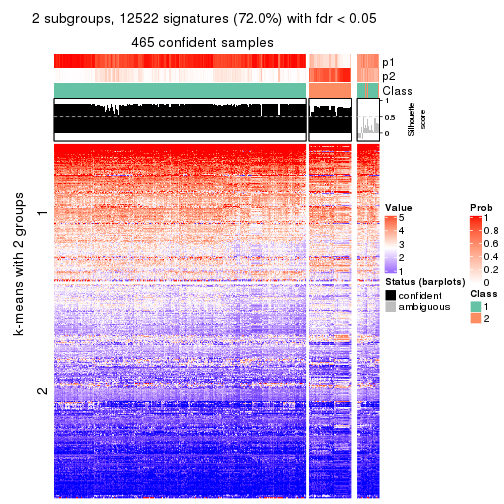 2 subgroups, 12522 signatures (72.0%) with fdr < 0.05
465 confident samples
p1
p2
Class
1
0.5
0
Silhouette
score
k-means with 2 groups
1
2
Value
5
4
3
2
1
Status (barplots)
confident
ambiguous
Prob
1
0.8
0.6
0.4
0.2
0
Class
1
2